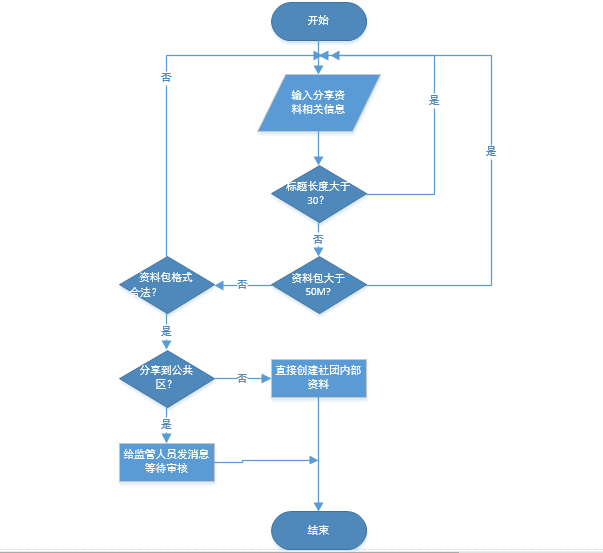 开始
否
输入分享资
料相关信息
是
是
标题长度大于
30?
否
资料包格式
合法?
否
资料包大于
50M?
是
分享到公共
区?
否
直接创建社团内部
资料
是
给监管人员发消息
等待审核
结束